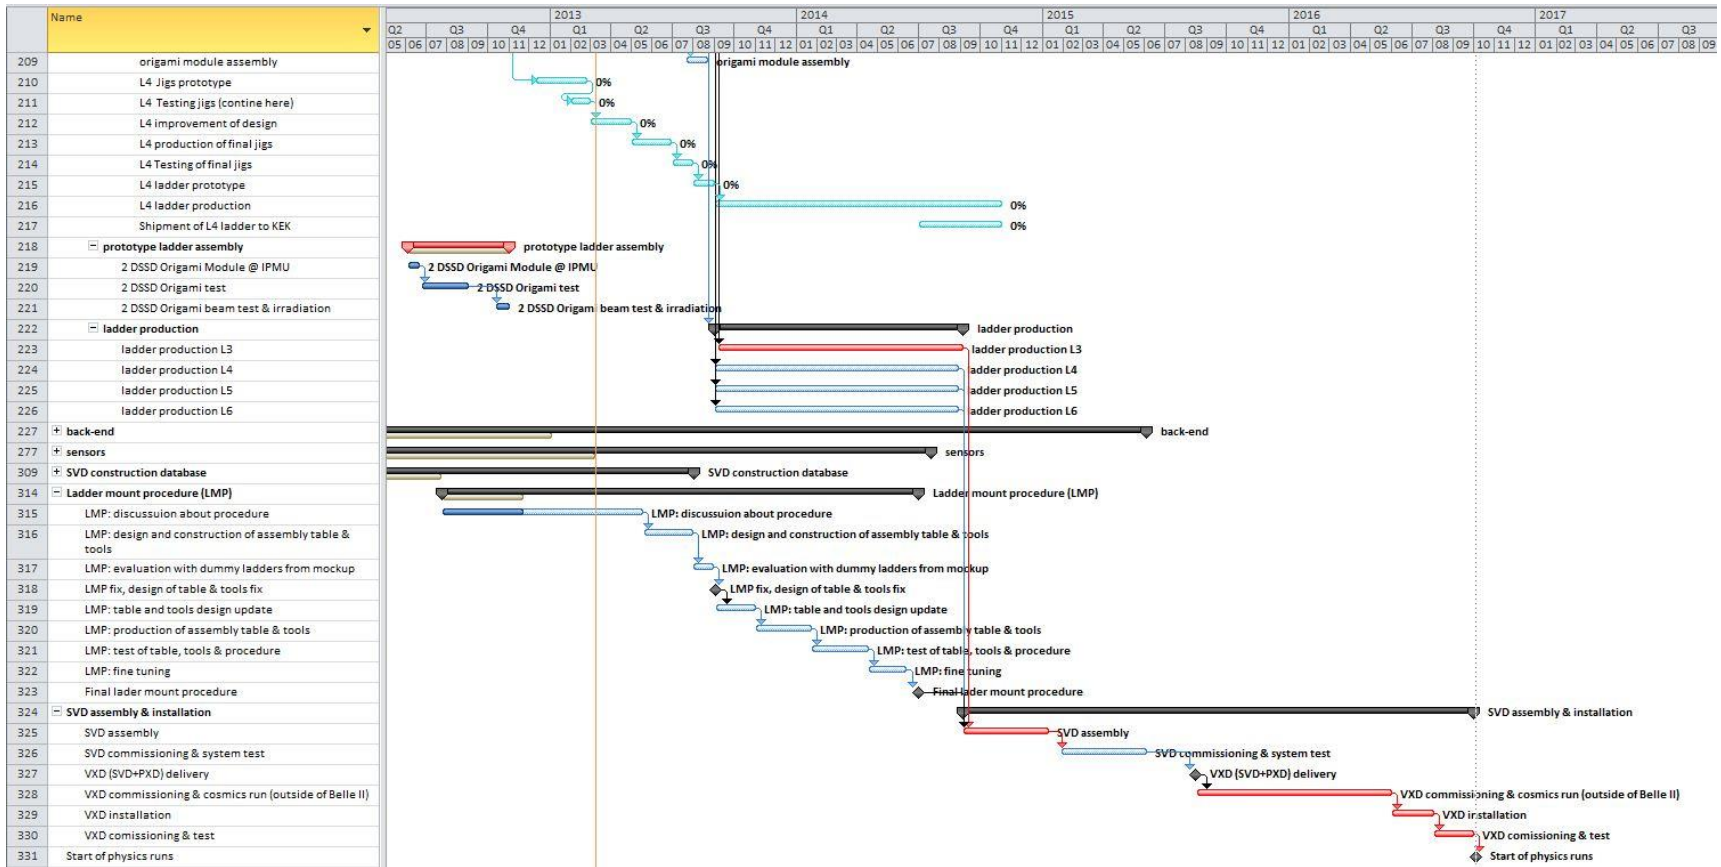 Name
2013 2014 2015 2016 2017
Q2 Q3 Q4 Q1 Q2 Q3 Q4 Q1 Q2 Q3 Q4 Q1 Q2 Q3 Q4 Q1 Q2 Q3 Q4 Q1 Q2 Q3
05 06 07 08 09 10 11 12 01 02 03 04 05 06 07 08 09 10 11 12 01 02 03 04 05 06 07 08 09 10 11 12 01 02 03 04 05 06 07 08 09 10 11 12 01 02 03 04 05 06 07 08 09 10 11 12 01 02 03 04 05 06 07 08 09
209 origami module assembly origami module assembly
210 L4 Jigs prototype 0%
211 L4 Testing jigs (contine here) 0%
212 L4 improvement of design 0%
213 L4 production of final jigs 0%
214 L4 Testing of final jigs 0%
215 L4 ladder prototype 0%
216 L4 ladder production 0%
217 Shipment of L4 ladder to KEK 0%
218 prototype ladder assembly prototype ladder assembly
219 2 DSSD Origami Module @ IPMU 2 DSSD Origami Module @ IPMU
220 2 DSSD Origami test 2 DSSD Origami test
221 2 DSSD Origami beam test & irradiation 2 DSSD Origami beam test & irradiation
222 ladder production ladder production
223 ladder production L3 ladder production L3
224 ladder production L4 ladder production L4
225 ladder production L5 ladder production L5
226 ladder production L6 ladder production L6
227 back-end back-end
277 sensors sensors
309 SVD construction database SVD construction database
314 Ladder mount procedure (LMP) Ladder mount procedure (LMP)
315 LMP: discussuion about procedure LMP: discussuion about procedure
316 LMP: design and construction of assembly table & LMP: design and construction of assembly table & tools
tools
317 LMP: evaluation with dummy ladders from mockup LMP: evaluation with dummy ladders from mockup
318 LMP fix, design of table & tools fix LMP fix, design of table & tools fix
319 LMP: table and tools design update LMP: table and tools design update
320 LMP: production of assembly table & tools LMP: production of assembly table & tools
321 LMP: test of table, tools & procedure LMP: test of table, tools & procedure
322 LMP: fine tuning LMP: fine tuning
323 Final lader mount procedure Final lader mount procedure
324 SVD assembly & installation SVD assembly & installation
325 SVD assembly SVD assembly
326 SVD commissioning & system test SVD commissioning & system test
327 VXD (SVD+PXD) delivery VXD (SVD+PXD) delivery
328 VXD commissioning & cosmics run (outside of Belle II) VXD commissioning & cosmics run (outside of Belle II)
329 VXD installation VXD installation
330 VXD comissioning & test VXD comissioning & test
331 Start of physics runs Start of physics runs